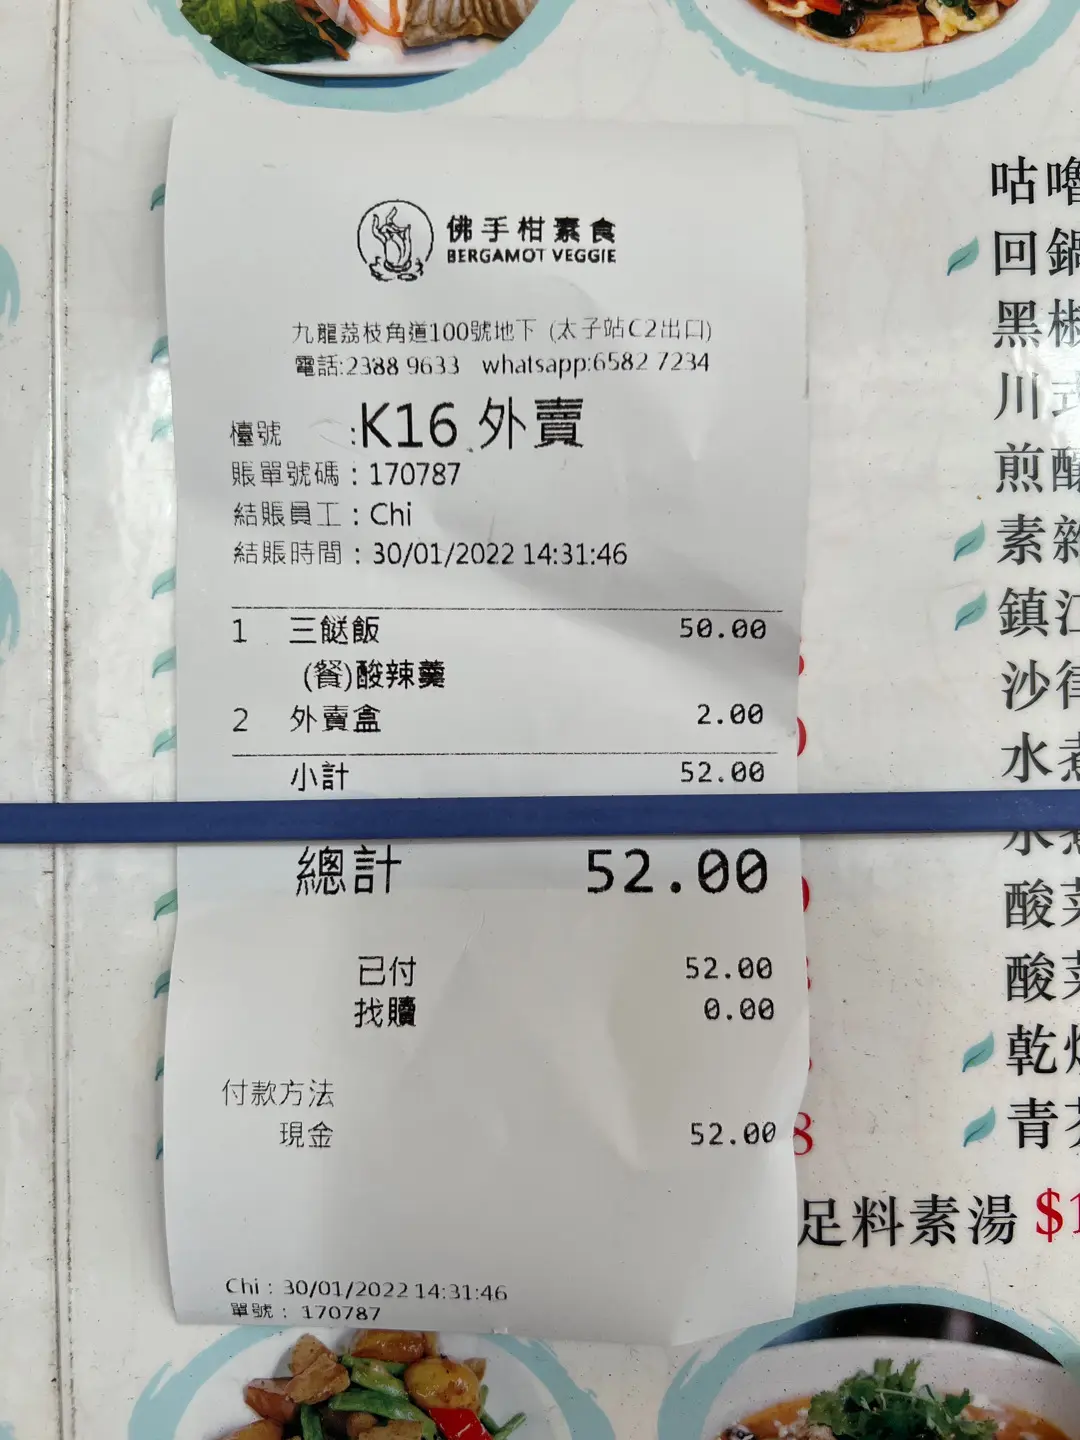 佛手柑素食
BERGAMOT VEGGIE
九龍荔枝角道100號地下 (太子站C2出口)
電話:2388 9633 whatsapp:6582 7234
檯號 :K16 外賣
賬單號碼 : 170787
結賬員工 : Chi
結賬時間 : 30/01/2022 14:31:46
1 三餸飯 50.00
(餐)酸辣羹
2 外賣盒 2.00
小計 52.00
總計 52.00
已付 52.00
找贖 0.00
付款方法
現金 52.00
Chi : 30/01/2022 14:31:46
單號 : 170787
咕嚕
回鍋
黑椒
川式
煎釀
素雜
鎮江
沙律
水煮
水煮
酸菜
酸菜
乾
青
8
足料素湯 $1